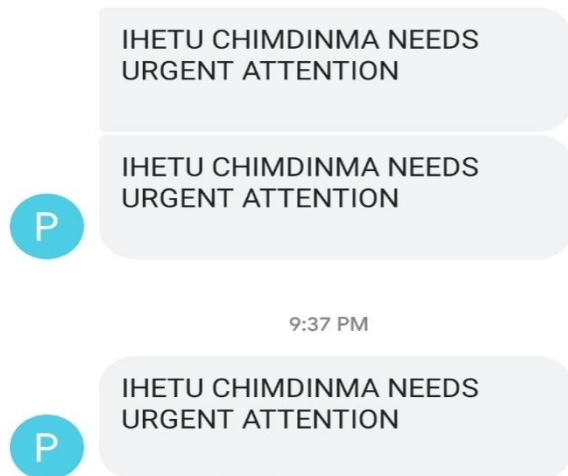 IHETU CHIMDINMA NEEDS
URGENT ATTENTION
IHETU CHIMDINMA NEEDS
URGENT ATTENTION
P
9:37 PM
IHETU CHIMDINMA NEEDS
URGENT ATTENTION
P